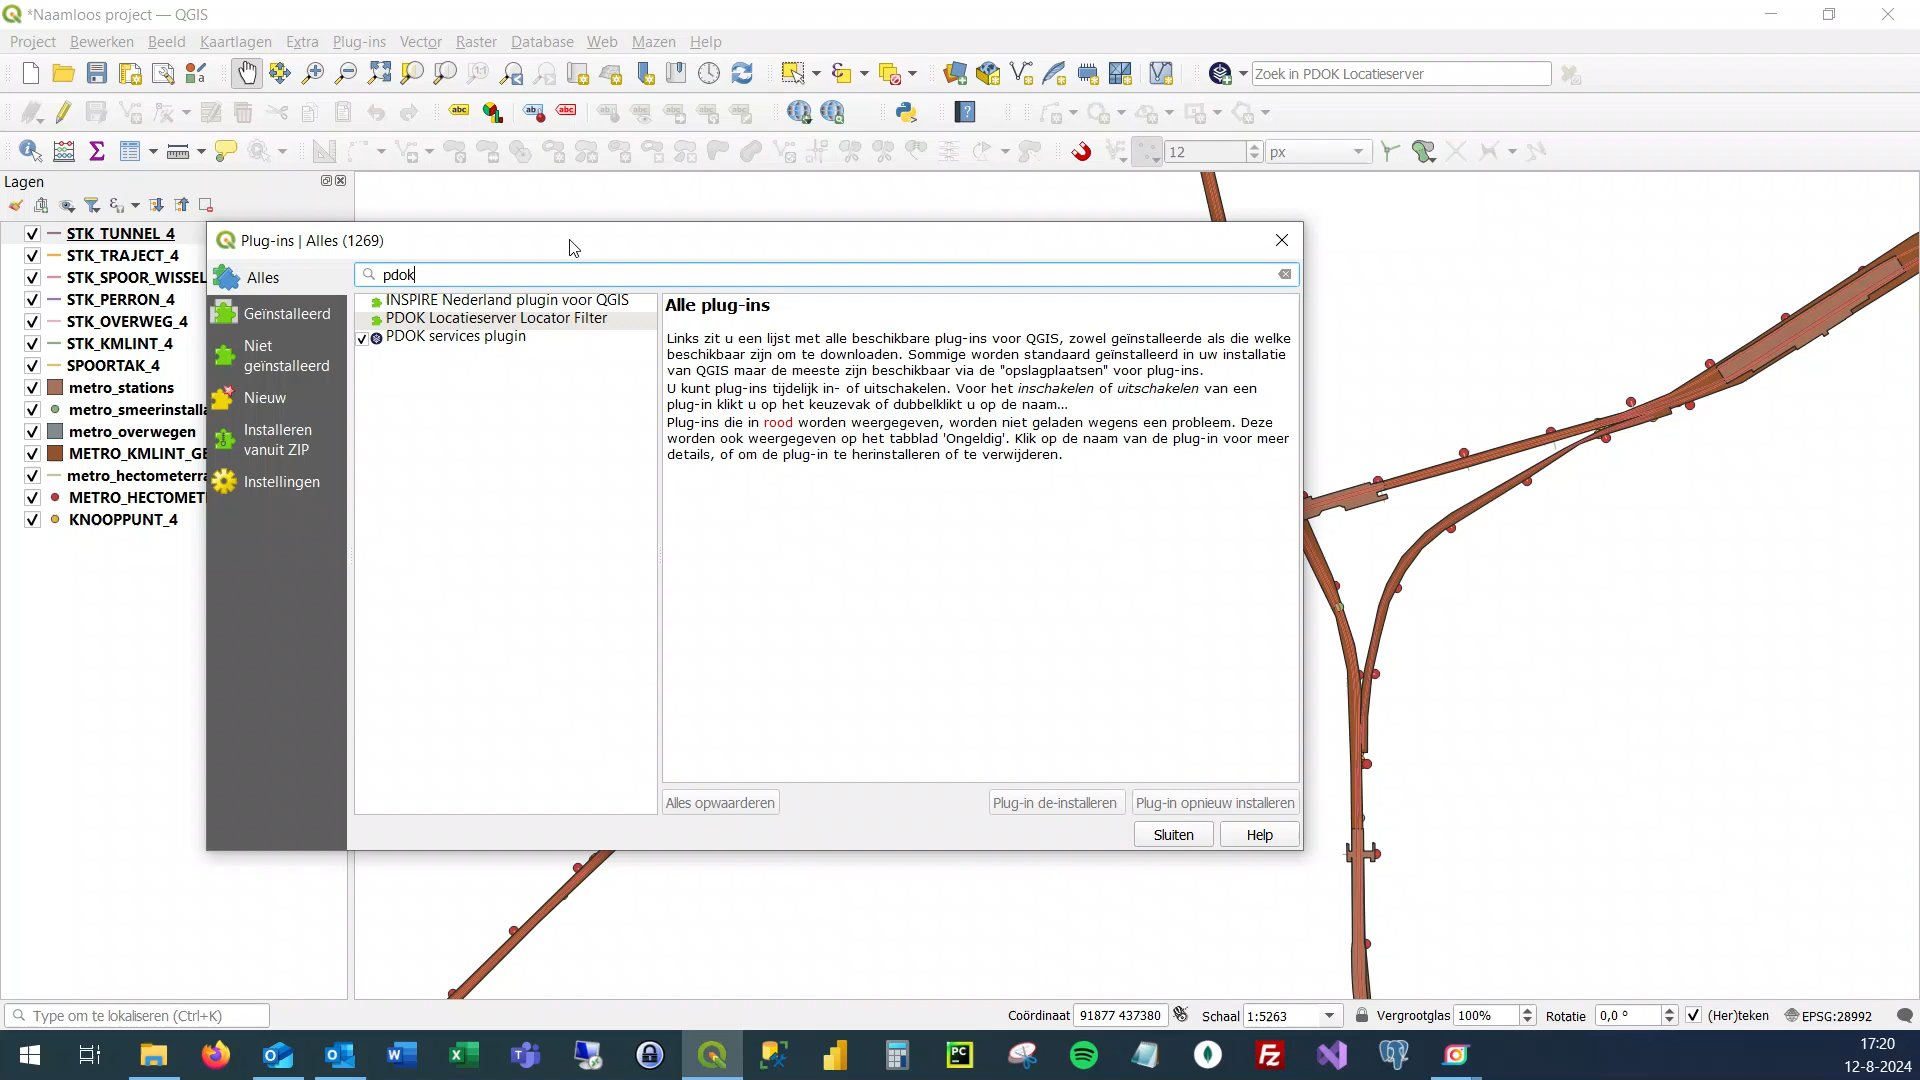 *Naamloos project — QGIS
Project Bewerken Beeld Kaartlagen Extra Plug-ins Vector Raster Database Web Mazen Help
Zoek in PDOK Locatieserver
abc abc abc
12 px
Lagen
STK_TUNNEL_4
STK_TRAJECT_4
STK_SPOOR_WISSEL
STK_PERRON_4
STK_OVERWEG_4
STK_KMLINT_4
SPOORTAK_4
metro_stations
metro_smeerinstalla
metro_overwegen
METRO_KMLINT_GE
metro_hectometerra
METRO_HECTOMET
KNOOPPUNT_4
Plug-ins | Alles (1269)
Alles
Geïnstalleerd
Niet
geïnstalleerd
Nieuw
Installeren
vanuit ZIP
Instellingen
pdok
INSPIRE Nederland plugin voor QGIS
PDOK Locatieserver Locator Filter
PDOK services plugin
Alle plug-ins
Links zit u een lijst met alle beschikbare plug-ins voor QGIS, zowel geïnstalleerde als die welke
beschikbaar zijn om te downloaden. Sommige worden standaard geïnstalleerd in uw installatie
van QGIS maar de meeste zijn beschikbaar via de "opslagplaatsen" voor plug-ins.
U kunt plug-ins tijdelijk in- of uitschakelen. Voor het inschakelen of uitschakelen van een
plug-in klikt u op het keuzevak of dubbelklikt u op de naam...
Plug-ins die in rood worden weergegeven, worden niet geladen wegens een probleem. Deze
worden ook weergegeven op het tabblad 'Ongeldig'. Klik op de naam van de plug-in voor meer
details, of om de plug-in te herinstalleren of te verwijderen.
Alles opwaarderen Plug-in de-installeren Plug-in opnieuw installeren
Sluiten Help
Type om te lokaliseren (Ctrl+K) Coördinaat 91877 437380 Schaal 1:5263 Vergrootglas 100% Rotatie 0,0 ° (Her)teken EPSG:28992
17:20
12-8-2024